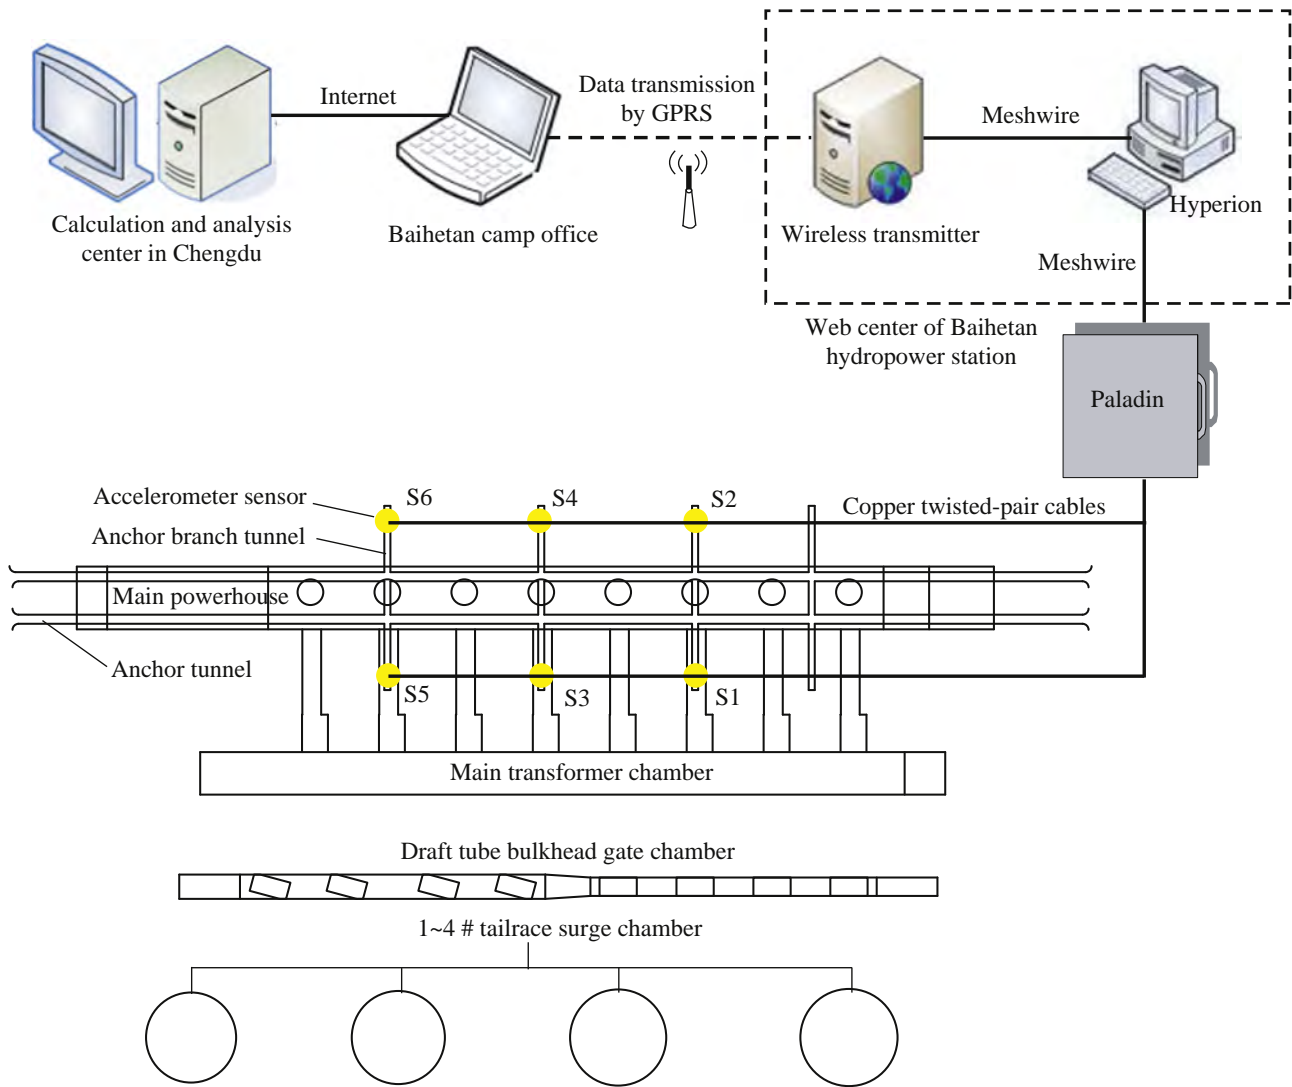 Internet
Data transmission
by GPRS
Meshwire
Calculation and analysis
center in Chengdu
Baihetan camp office
Wireless transmitter
Hyperion
Meshwire
Web center of Baihetan
hydropower station
Paladin
Accelerometer sensor
S6
S4
S2
Copper twisted-pair cables
Anchor branch tunnel
Main powerhouse
Anchor tunnel
S5
S3
S1
Main transformer chamber
Draft tube bulkhead gate chamber
1~4 # tailrace surge chamber